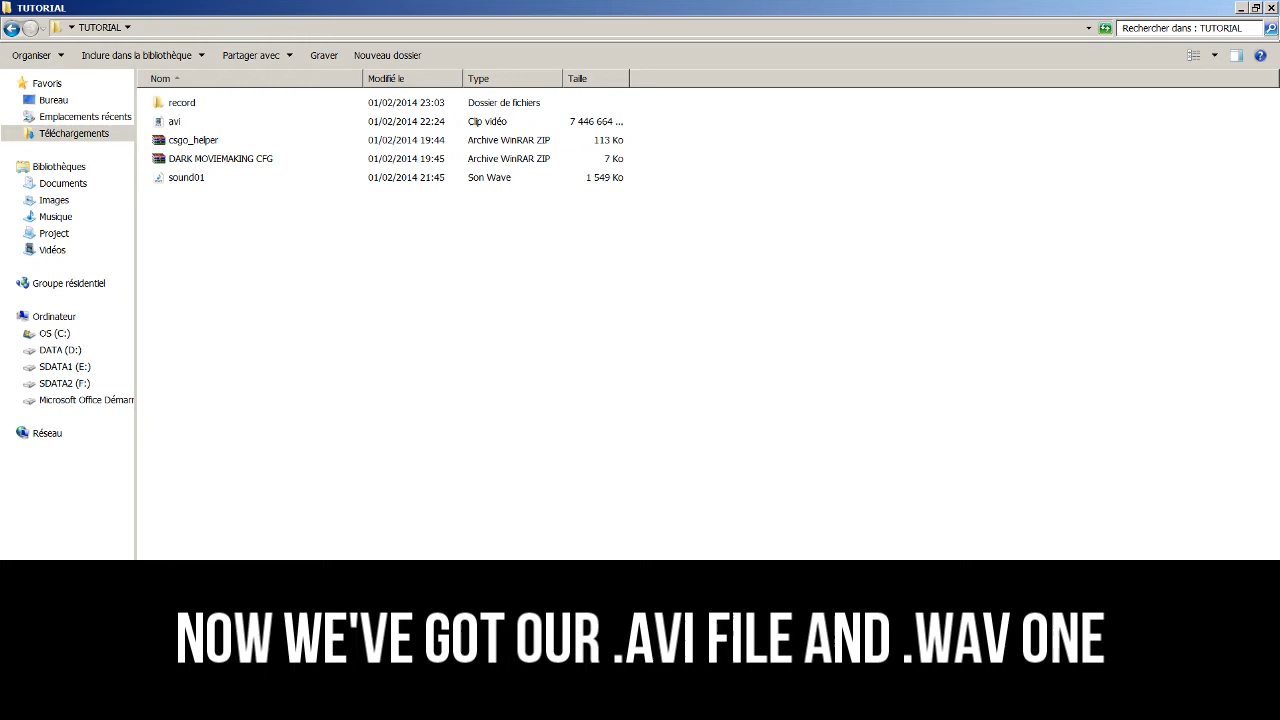 TUTORIAL
TUTORIAL
Rechercher dans : TUTORIAL
Organiser
Inclure dans la bibliothèque
Partager avec
Graver
Nouveau dossier
Nom
Modifié le
Type
Taille
Favoris
Bureau
Emplacements récents
Téléchargements
Bibliothèques
Documents
Images
Musique
Project
Vidéos
Groupe résidentiel
Ordinateur
OS (C:)
DATA (D:)
SDATA1 (E:)
SDATA2 (F:)
Microsoft Office Démarr
Réseau
record 01/02/2014 23:03 Dossier de fichiers
avi 01/02/2014 22:24 Clip vidéo 7 446 664 ...
csgo_helper 01/02/2014 19:44 Archive WinRAR ZIP 113 Ko
DARK MOVIEMAKING CFG 01/02/2014 19:45 Archive WinRAR ZIP 7 Ko
sound01 01/02/2014 21:45 Son Wave 1 549 Ko
NOW WE'VE GOT OUR .AVI FILE AND .WAV ONE